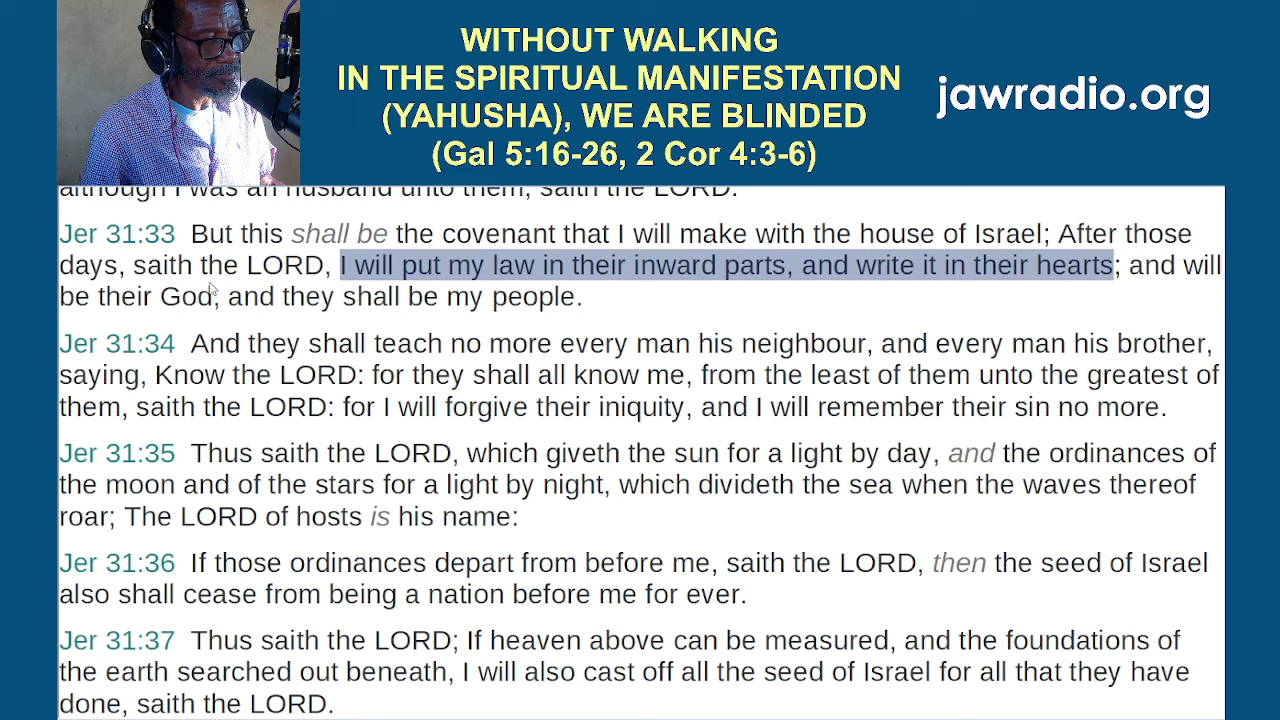 WITHOUT WALKING
IN THE SPIRITUAL MANIFESTATION
(YAHUSHA), WE ARE BLINDED
(Gal 5:16-26, 2 Cor 4:3-6)
jawradio.org
although I was an husband unto them, saith the LORD.
Jer 31:33 But this shall be the covenant that I will make with the house of Israel; After those
days, saith the LORD, I will put my law in their inward parts, and write it in their hearts; and will
be their God, and they shall be my people.
Jer 31:34 And they shall teach no more every man his neighbour, and every man his brother,
saying, Know the LORD: for they shall all know me, from the least of them unto the greatest of
them, saith the LORD: for I will forgive their iniquity, and I will remember their sin no more.
Jer 31:35 Thus saith the LORD, which giveth the sun for a light by day, and the ordinances of
the moon and of the stars for a light by night, which divideth the sea when the waves thereof
roar; The LORD of hosts is his name:
Jer 31:36 If those ordinances depart from before me, saith the LORD, then the seed of Israel
also shall cease from being a nation before me for ever.
Jer 31:37 Thus saith the LORD; If heaven above can be measured, and the foundations of
the earth searched out beneath, I will also cast off all the seed of Israel for all that they have
done, saith the LORD.